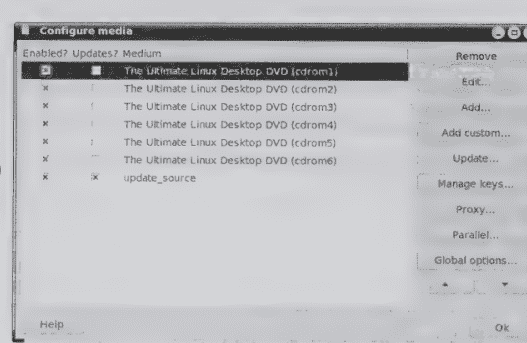 Configure media
Enabled? Updates? Medium
The Ultimate Linux Desktop DVD (cdrom1)
The Ultimate Linux Desktop DVD (cdrom2)
The Ultimate Linux Desktop DVD (cdrom3)
The Ultimate Linux Desktop DVD (cdrom4)
The Ultimate Linux Desktop DVD (cdrom5)
The Ultimate Linux Desktop DVD (cdrom6)
update_source
Remove
Edit...
Add...
Add custom...
Update...
Manage keys...
Proxy...
Parallel...
Global options...
Help
Ok